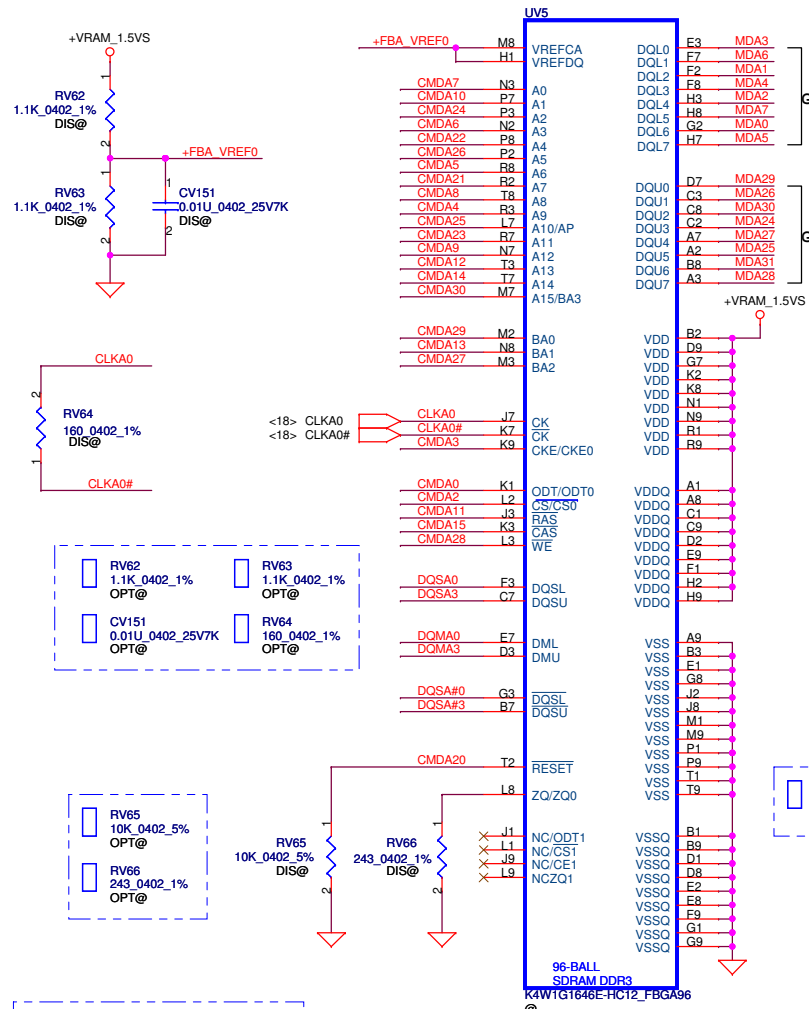 UV5
+VRAM_1.5VS
1
RV62
1.1K_0402_1%
DIS@
2
+FBA_VREF0
1
RV63
1.1K_0402_1%
DIS@
2
1
CV151
0.01U_0402_25V7K
DIS@
2
CLKA0
2
RV64
160_0402_1%
DIS@
1
CLKA0#
RV62
1.1K_0402_1%
OPT@
RV63
1.1K_0402_1%
OPT@
CV151
0.01U_0402_25V7K
OPT@
RV64
160_0402_1%
OPT@
RV65
10K_0402_5%
OPT@
RV66
243_0402_1%
OPT@
1
RV65
10K_0402_5%
DIS@
2
1
RV66
243_0402_1%
DIS@
2
+FBA_VREF0 M8 VREFCA
H1 VREFDQ
CMDA7 N3 A0
CMDA10 P7 A1
CMDA24 P3 A2
CMDA6 N2 A3
CMDA22 P8 A4
CMDA26 P2 A5
CMDA5 R8 A6
CMDA21 R2 A7
CMDA8 T8 A8
CMDA4 R3 A9
CMDA25 L7 A10/AP
CMDA23 R7 A11
CMDA9 N7 A12
CMDA12 T3 A13
CMDA14 T7 A14
CMDA30 M7 A15/BA3
CMDA29 M2 BA0
CMDA13 N8 BA1
CMDA27 M3 BA2
<18> CLKA0 CLKA0 J7 CK
<18> CLKA0# CLKA0# K7 CK
CMDA3 K9 CKE/CKE0
CMDA0 K1 ODT/ODT0
CMDA2 L2 CS/CS0
CMDA11 J3 RAS
CMDA15 K3 CAS
CMDA28 L3 WE
DQSA0 F3 DQSL
DQSA3 C7 DQSU
DQMA0 E7 DML
DQMA3 D3 DMU
DQSA#0 G3 DQSL
DQSA#3 B7 DQSU
CMDA20 T2 RESET
L8 ZQ/ZQ0
J1 NC/ODT1
L1 NC/CS1
J9 NC/CE1
L9 NCZQ1
DQL0 E3 MDA3
DQL1 F7 MDA6
DQL2 F2 MDA1
DQL3 F8 MDA4
DQL4 H3 MDA2
DQL5 H8 MDA7
DQL6 G2 MDA0
DQL7 H7 MDA5
DQU0 D7 MDA29
DQU1 C3 MDA26
DQU2 C8 MDA30
DQU3 C2 MDA24
DQU4 A7 MDA27
DQU5 A2 MDA25
DQU6 B8 MDA31
DQU7 A3 MDA28
+VRAM_1.5VS
VDD B2
VDD D9
VDD G7
VDD K2
VDD K8
VDD N1
VDD N9
VDD R1
VDD R9
VDDQ A1
VDDQ A8
VDDQ C1
VDDQ C9
VDDQ D2
VDDQ E9
VDDQ F1
VDDQ H2
VDDQ H9
VSS A9
VSS B3
VSS E1
VSS G8
VSS J2
VSS J8
VSS M1
VSS M9
VSS P1
VSS P9
VSS T1
VSS T9
VSSQ B1
VSSQ B9
VSSQ D1
VSSQ D8
VSSQ E2
VSSQ E8
VSSQ F9
VSSQ G1
VSSQ G9
96-BALL
SDRAM DDR3
K4W1G1646E-HC12_FBGA96